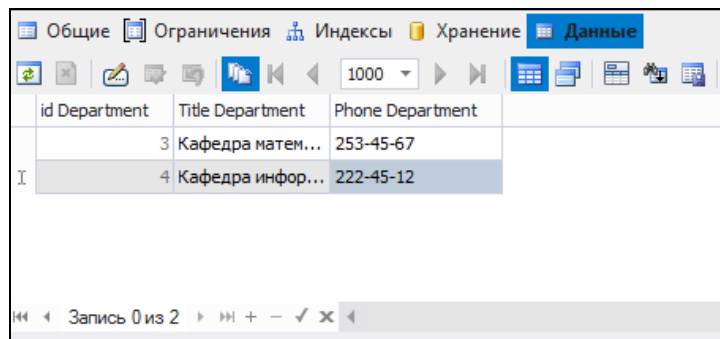 Общие Ограничения Индексы Хранение Данные
1000
id Department Title Department Phone Department
3 Кафедра матем... 253-45-67
4 Кафедра инфор... 222-45-12
Запись 0 из 2